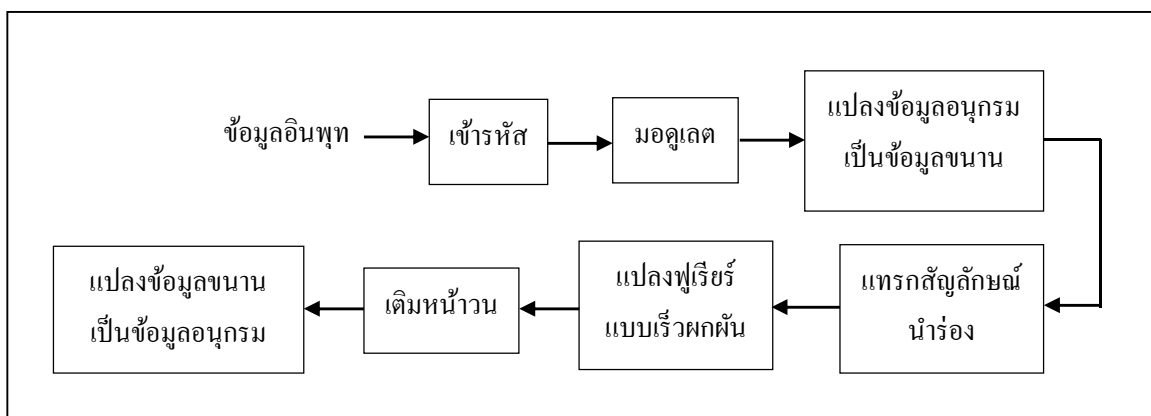 ข้อมูลอินพุท
เข้ารหัส
มอดูเลต
แปลงข้อมูลอนุกรม
เป็นข้อมูลขนาน
แทรกสัญลักษณ์
นำร่อง
แปลงฟูเรียร์
แบบเร็วผกผัน
เติมหน้าวน
แปลงข้อมูลขนาน
เป็นข้อมูลอนุกรม